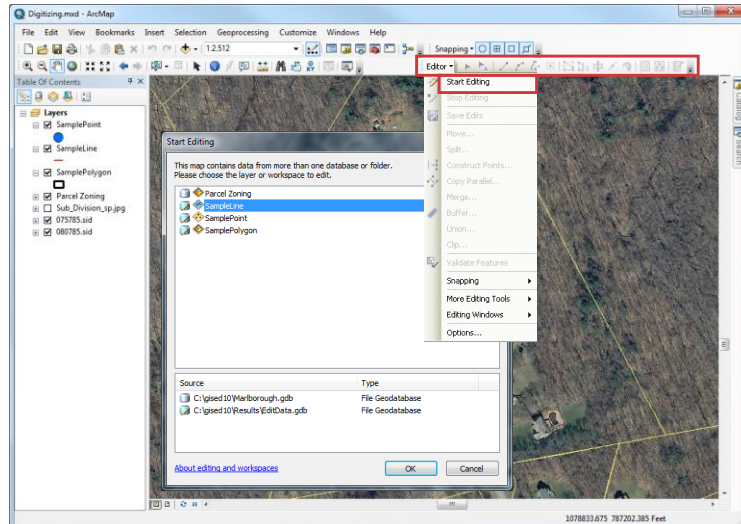 Digitizing.mxd - ArcMap
File Edit View Bookmarks Insert Selection Geoprocessing Customize Windows Help
1:2,512
Snapping
Editor
Table Of Contents
Layers
SamplePoint
SampleLine
SamplePolygon
Parcel Zoning
Sub_Division_sp.jpg
075785.sid
080785.sid
Start Editing
This map contains data from more than one database or folder.
Please choose the layer or workspace to edit.
Parcel Zoning
SampleLine
SamplePoint
SamplePolygon
Source Type
C:\gised10\Marlborough.gdb File Geodatabase
C:\gised10\Results\EditData.gdb File Geodatabase
About editing and workspaces
OK Cancel
Start Editing
Stop Editing
Save Edits
Move...
Split...
Construct Points...
Copy Parallel...
Merge...
Buffer...
Union...
Clip...
Validate Features
Snapping
More Editing Tools
Editing Windows
Options...
Catalog
Search
1078833.675 787202.385 Feet